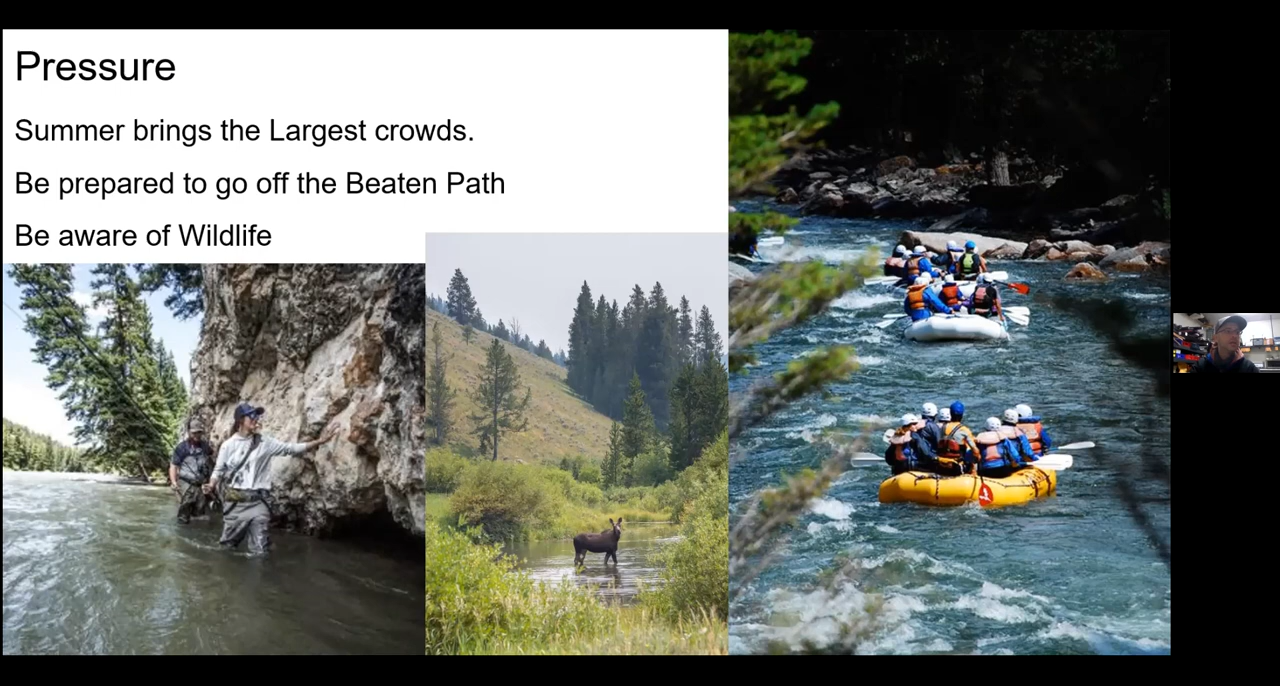 Pressure
Summer brings the Largest crowds.
Be prepared to go off the Beaten Path
Be aware of Wildlife